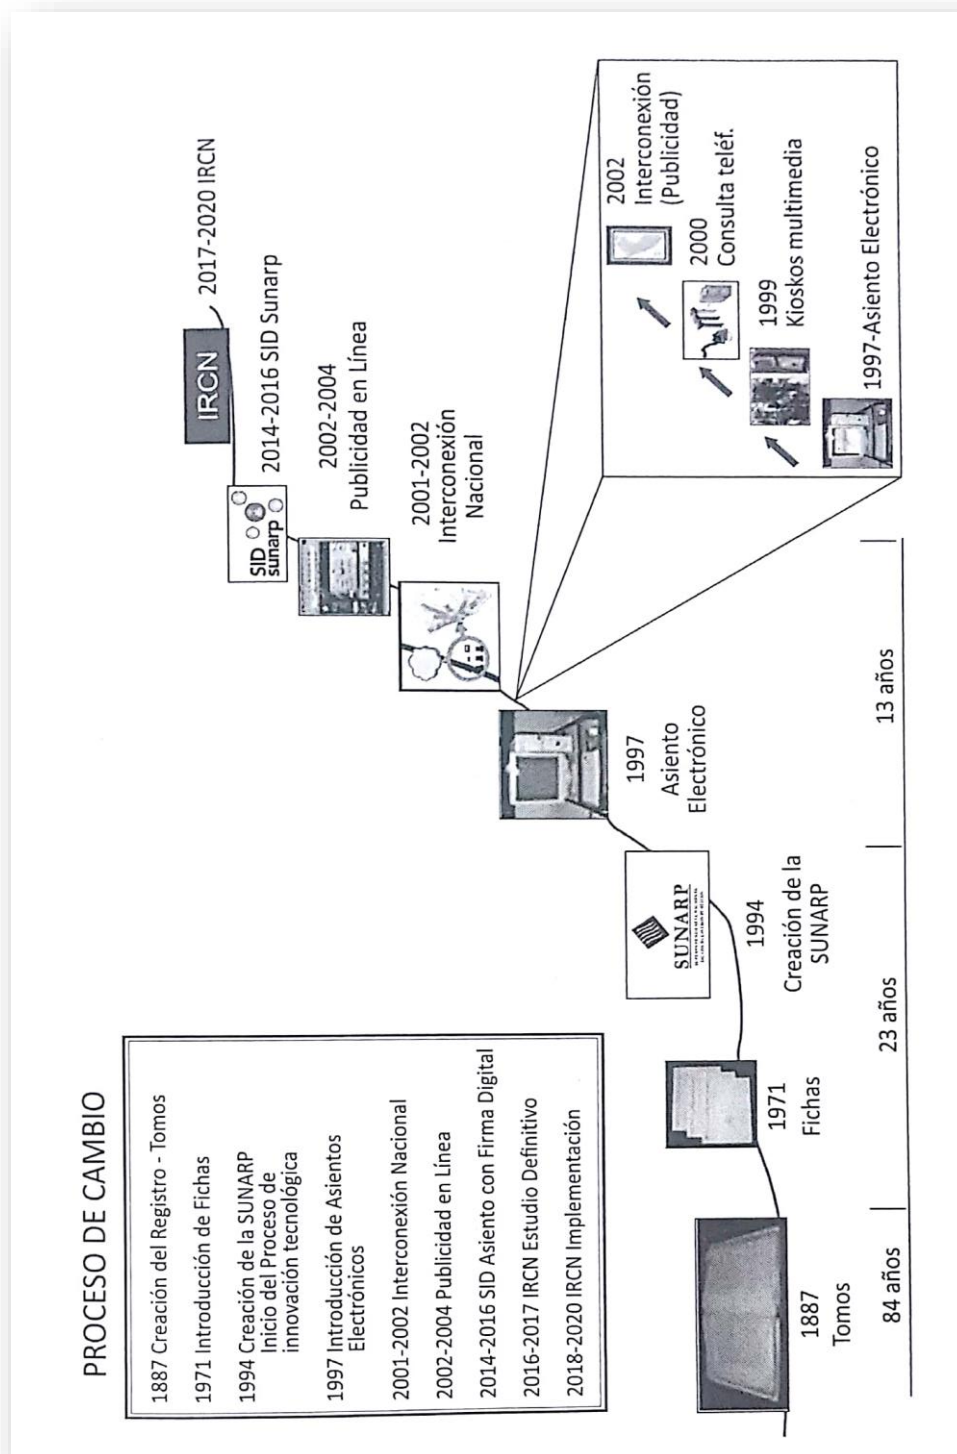 PROCESO DE CAMBIO
1887 Creación del Registro - Tomos
1971 Introducción de Fichas
1994 Creación de la SUNARP
Inicio del Proceso de
innovación tecnológica
1997 Introducción de Asientos
Electrónicos
2001-2002 Interconexión Nacional
2002-2004 Publicidad en Línea
2014-2016 SID Asiento con Firma Digital
2016-2017 IRCN Estudio Definitivo
2018-2020 IRCN Implementación
1887
Tomos
1971
Fichas
SUNARP
1994
Creación de la
SUNARP
1997
Asiento
Electrónico
2001-2002
Interconexión
Nacional
2002-2004
Publicidad en Línea
SID
sunarp
2014-2016 SID Sunarp
IRCN
2017-2020 IRCN
2002
Interconexión
(Publicidad)
2000
Consulta teléf.
1999
Kioskos multimedia
1997-Asiento Electrónico
84 años
23 años
13 años